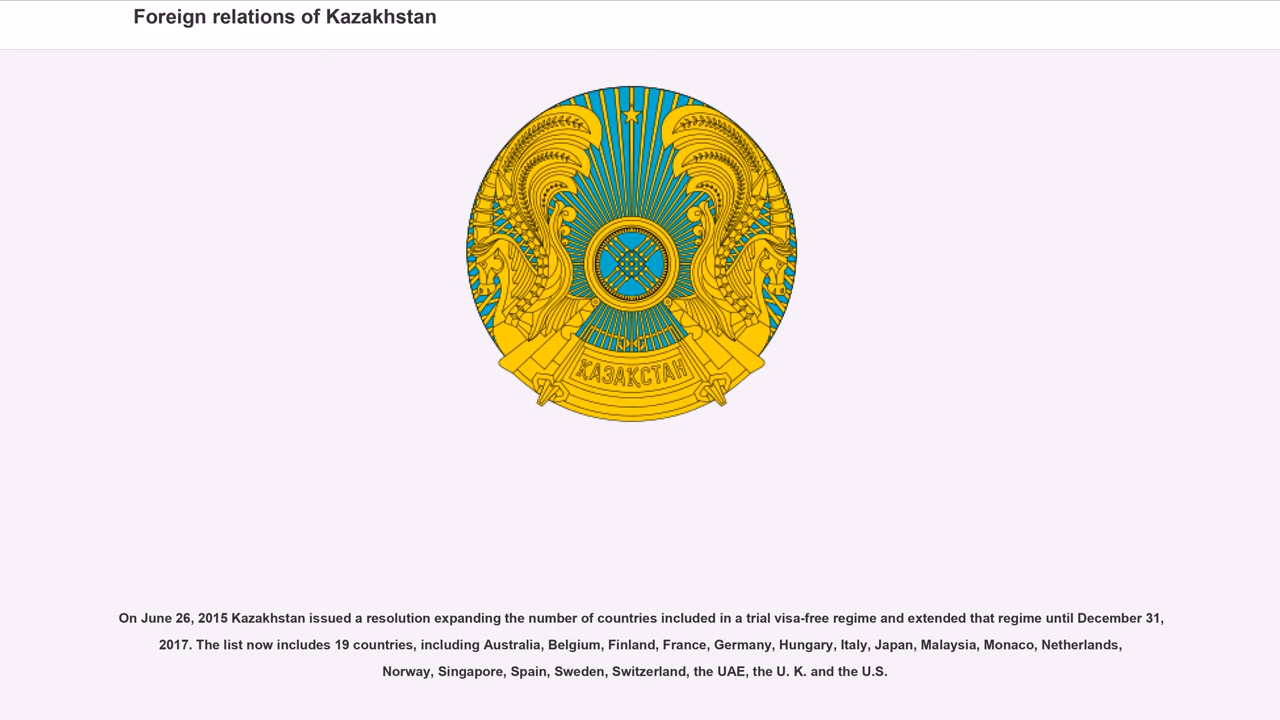 Foreign relations of Kazakhstan
ҚАЗАҚСТАН
On June 26, 2015 Kazakhstan issued a resolution expanding the number of countries included in a trial visa-free regime and extended that regime until December 31,
2017. The list now includes 19 countries, including Australia, Belgium, Finland, France, Germany, Hungary, Italy, Japan, Malaysia, Monaco, Netherlands,
Norway, Singapore, Spain, Sweden, Switzerland, the UAE, the U. K. and the U.S.